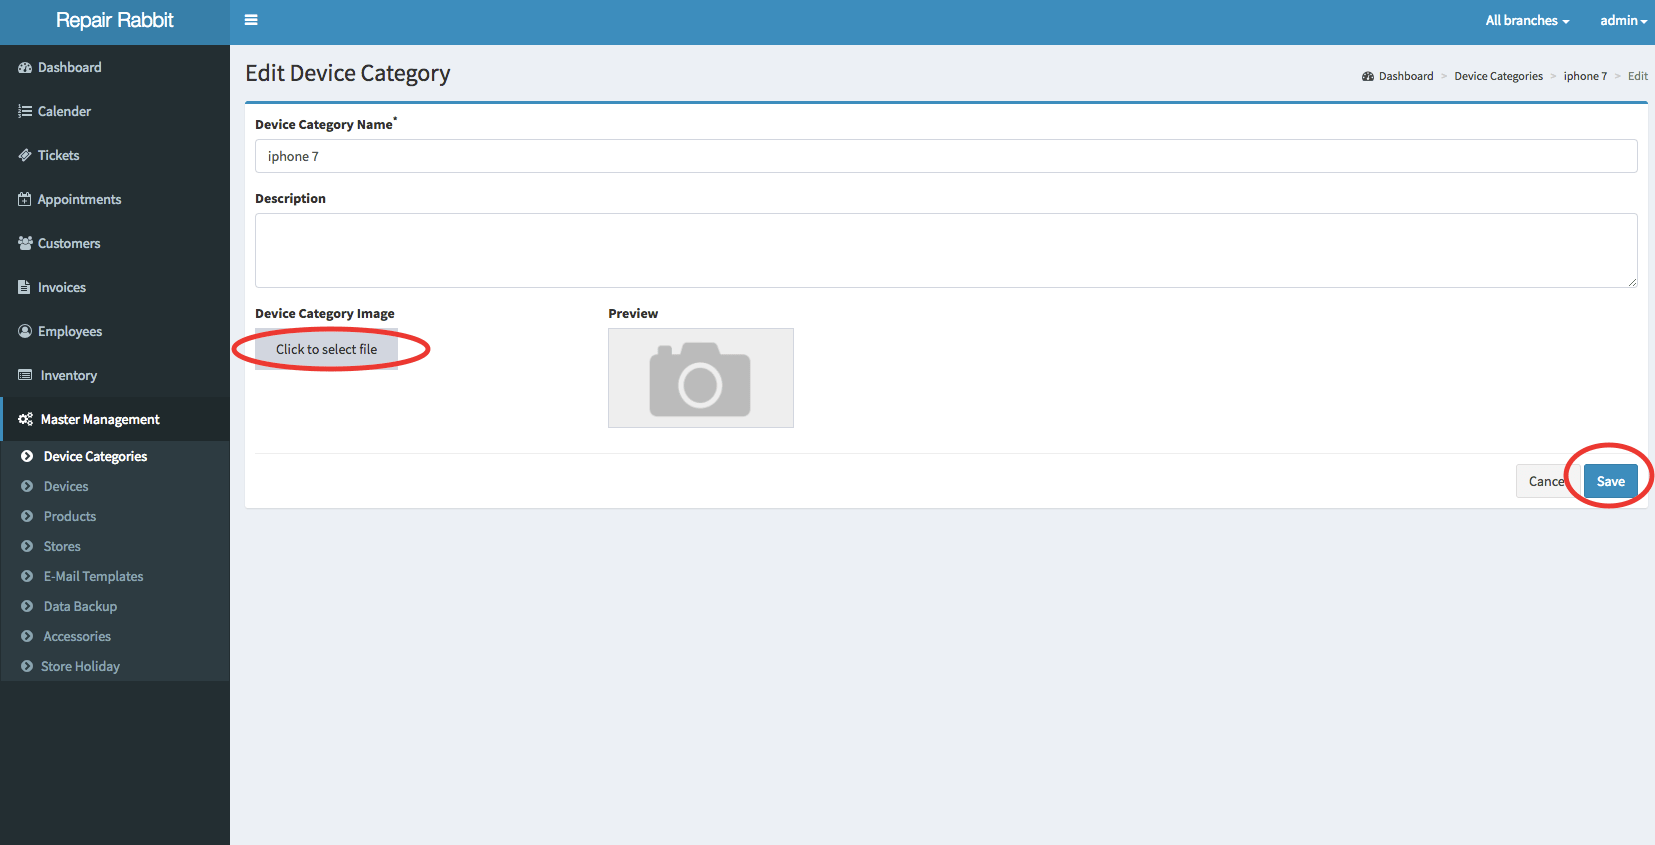 Repair Rabbit
All branches
admin
Dashboard
Calender
Tickets
Appointments
Customers
Invoices
Employees
Inventory
Master Management
Device Categories
Devices
Products
Stores
E-Mail Templates
Data Backup
Accessories
Store Holiday
Edit Device Category
Dashboard > Device Categories > iphone 7 > Edit
Device Category Name*
iphone 7
Description
Device Category Image
Click to select file
Preview
Cance
Save